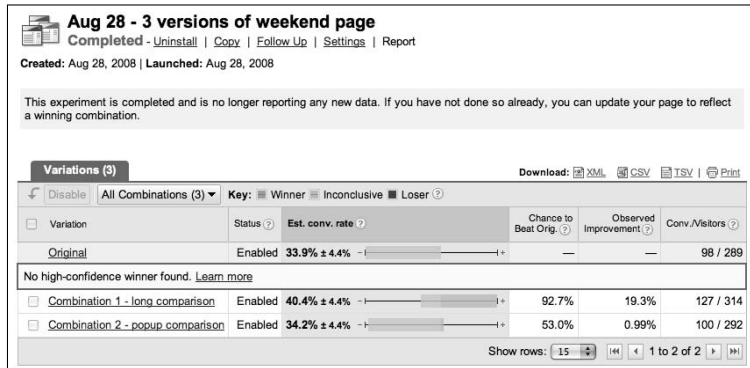 Aug 28 - 3 versions of weekend page
Completed - Uninstall | Copy | Follow Up | Settings | Report
Created: Aug 28, 2008 | Launched: Aug 28, 2008
This experiment is completed and is no longer reporting any new data. If you have not done so already, you can update your page to reflect
a winning combination.
Variations (3) Download: XML CSV TSV | Print
Disable All Combinations (3) Key: Winner Inconclusive Loser ?
Variation Status ? Est. conv. rate ? Chance to Beat Orig. ? Observed Improvement ? Conv./Visitors ?
Original Enabled 33.9% ± 4.4% - + — — 98 / 289
No high-confidence winner found. Learn more
Combination 1 - long comparison Enabled 40.4% ± 4.4% - + 92.7% 19.3% 127 / 314
Combination 2 - popup comparison Enabled 34.2% ± 4.4% - + 53.0% 0.99% 100 / 292
Show rows: 15 1 to 2 of 2